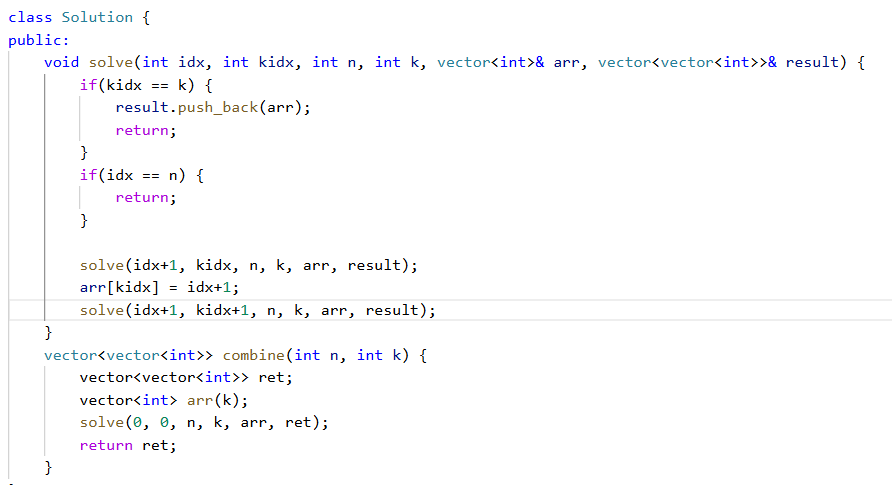 class Solution {
public:
    void solve(int idx, int kidx, int n, int k, vector<int>& arr, vector<vector<int>>& result) {
        if(kidx == k) {
            result.push_back(arr);
            return;
        }
        if(idx == n) {
            return;
        }

        solve(idx+1, kidx, n, k, arr, result);
        arr[kidx] = idx+1;
        solve(idx+1, kidx+1, n, k, arr, result);
    }
    vector<vector<int>> combine(int n, int k) {
        vector<vector<int>> ret;
        vector<int> arr(k);
        solve(0, 0, n, k, arr, ret);
        return ret;
    }